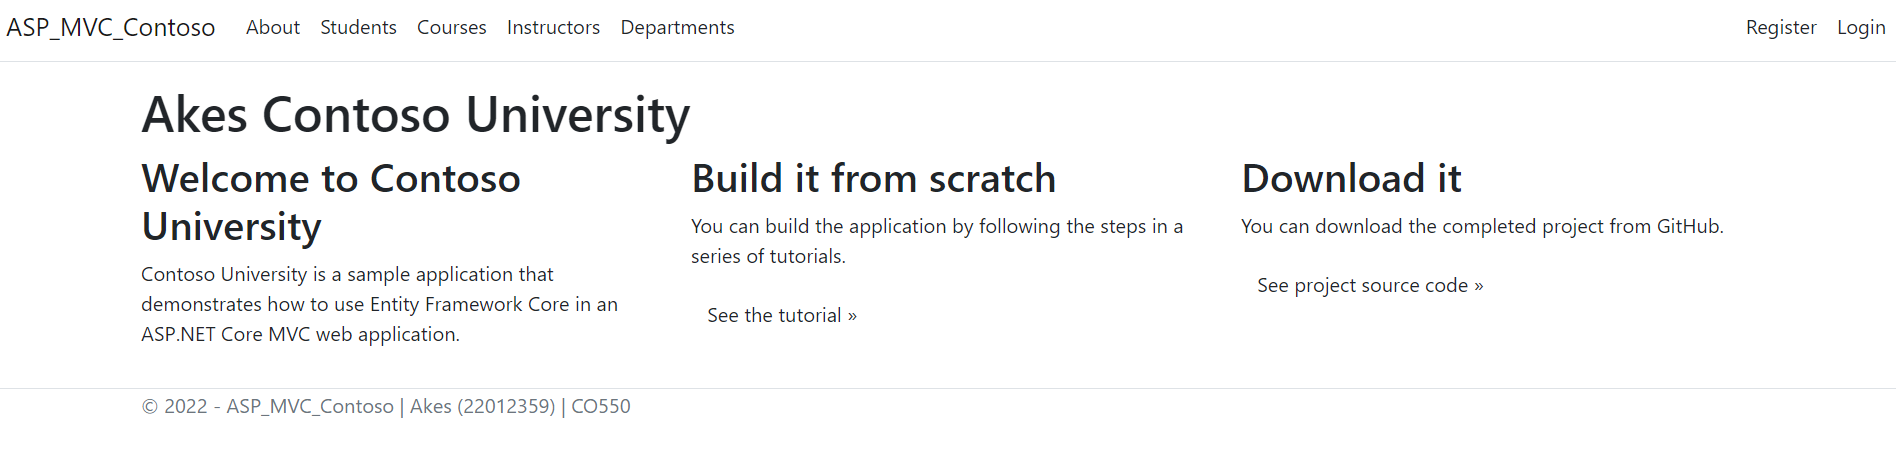 ASP_MVC_Contoso About Students Courses Instructors Departments Register Login
Akes Contoso University
Welcome to Contoso
University
Contoso University is a sample application that
demonstrates how to use Entity Framework Core in an
ASP.NET Core MVC web application.
Build it from scratch
You can build the application by following the steps in a
series of tutorials.
See the tutorial »
Download it
You can download the completed project from GitHub.
See project source code »
© 2022 - ASP_MVC_Contoso | Akes (22012359) | CO550